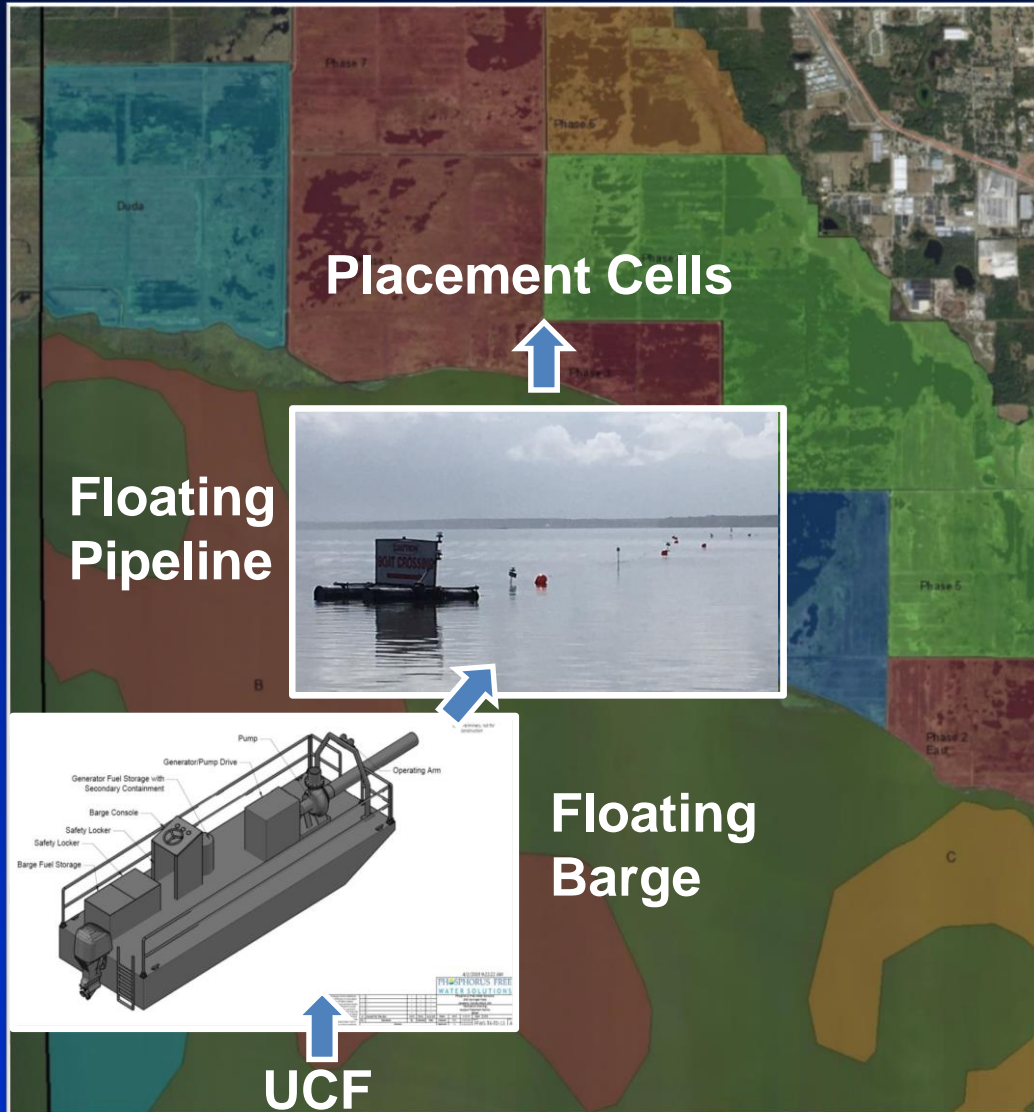 Phase 7
Phase 6
Duda
Placement Cells
Phase 3
Floating
Pipeline
CAUTION
BOAT CROSSING
Phase 5
B
Phase 2
East
Pump
Generator/Pump Drive
Operating Arm
Generator Fuel Storage with
Secondary Containment
Barge Console
Safety Locker
Safety Locker
Barge Fuel Storage
Floating
Barge
C
PHOSPHORUS FREE
WATER SOLUTIONS
UCF